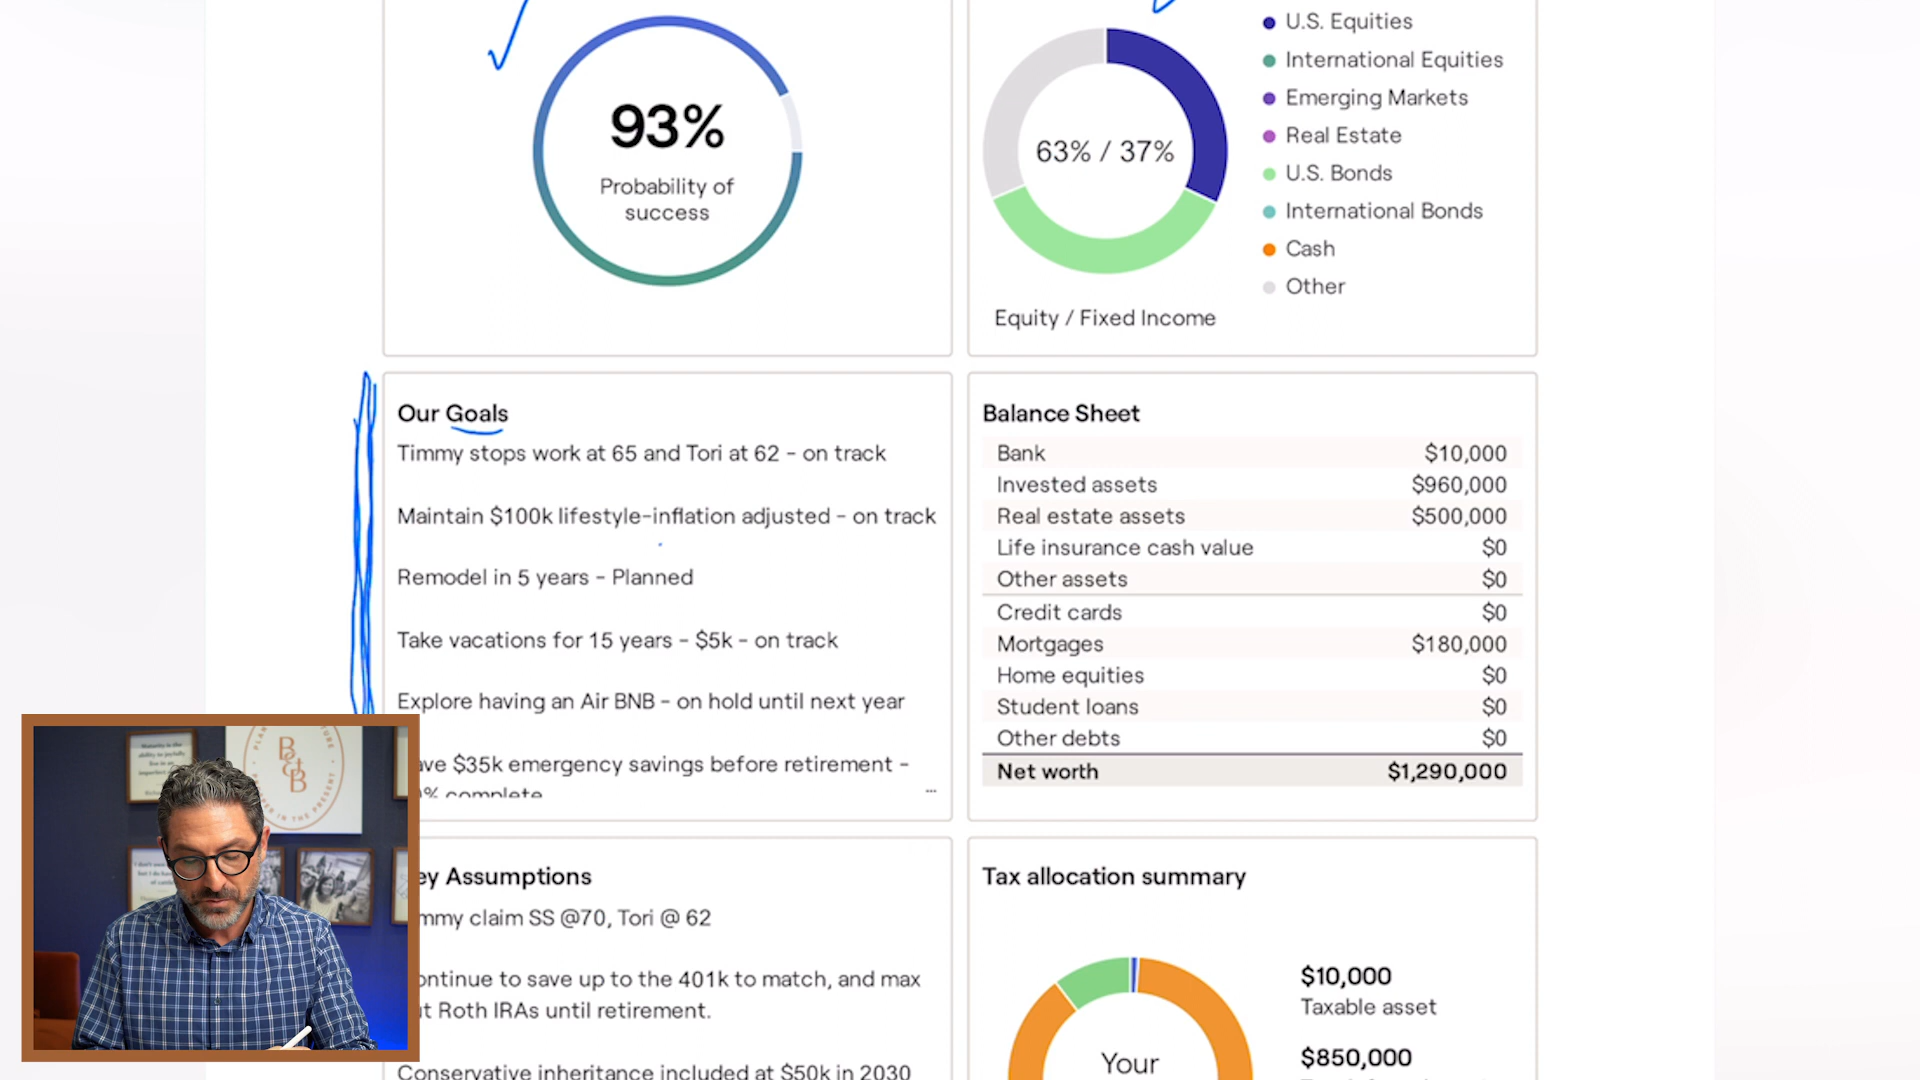 93%
Probability of
success
63% / 37%
Equity / Fixed Income
U.S. Equities
International Equities
Emerging Markets
Real Estate
U.S. Bonds
International Bonds
Cash
Other
Our Goals
Timmy stops work at 65 and Tori at 62 - on track
Maintain $100k lifestyle-inflation adjusted - on track
Remodel in 5 years - Planned
Take vacations for 15 years - $5k - on track
Explore having an Air BNB - on hold until next year
$35k emergency savings before retirement -
% complete
...
Balance Sheet
Bank $10,000
Invested assets $960,000
Real estate assets $500,000
Life insurance cash value $0
Other assets $0
Credit cards $0
Mortgages $180,000
Home equities $0
Student loans $0
Other debts $0
Net worth $1,290,000
Assumptions
claim SS @70, Tori @ 62
to save up to the 401k to match, and max
Roth IRAs until retirement.
Conservative inheritance included at $50k in 2030
Tax allocation summary
Your
$10,000
Taxable asset
$850,000
B&B